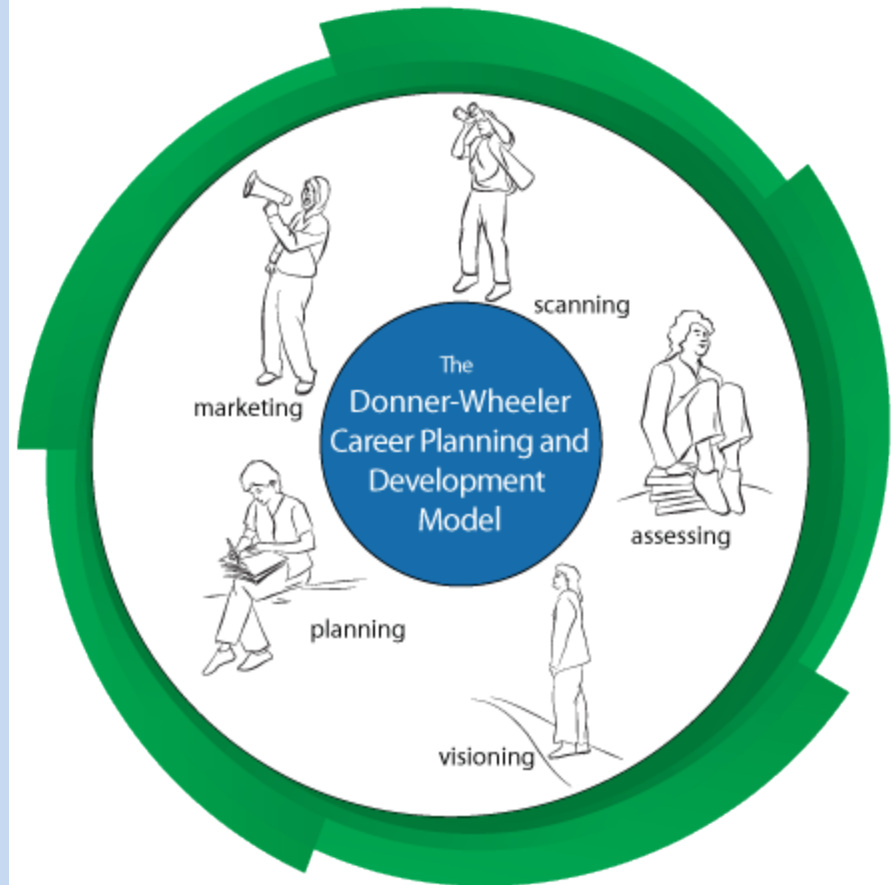 scanning
The
Donner-Wheeler
Career Planning and
Development
Model
marketing
assessing
planning
visioning